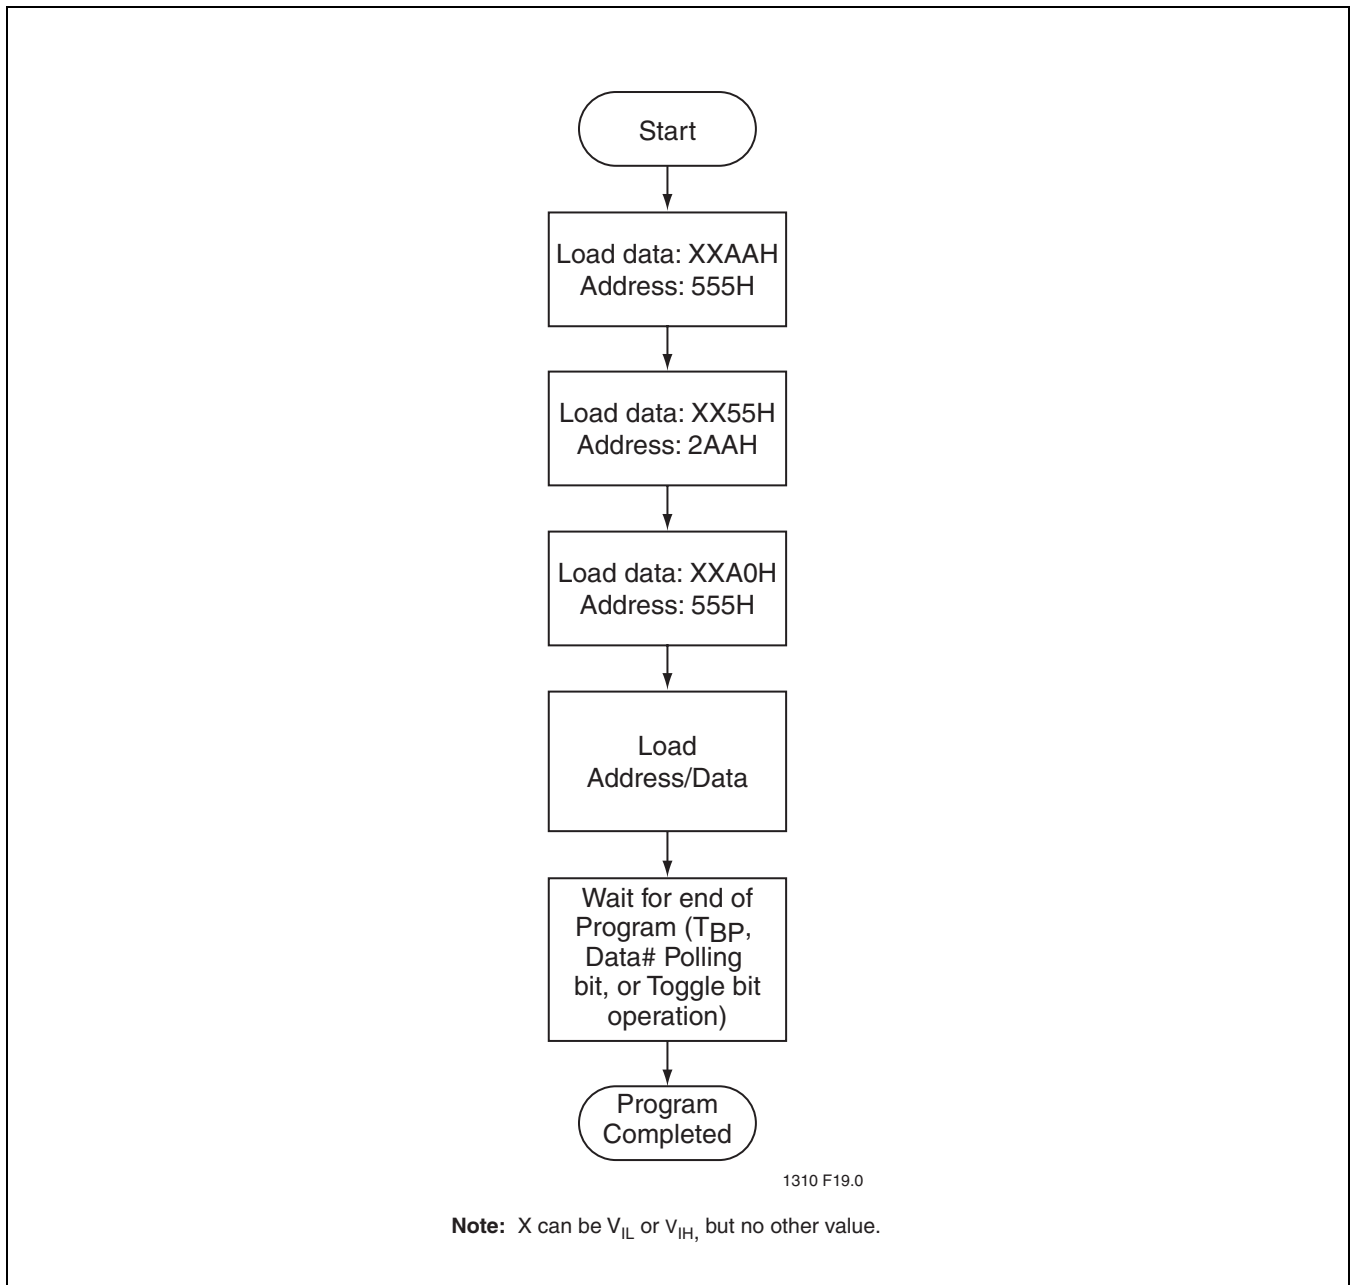 Start
Load data: XXAAH
Address: 555H
Load data: XX55H
Address: 2AAH
Load data: XXA0H
Address: 555H
Load
Address/Data
Wait for end of
Program (TBP,
Data# Polling
bit, or Toggle bit
operation)
Program
Completed
1310 F19.0
Note: X can be VIL or VIH, but no other value.